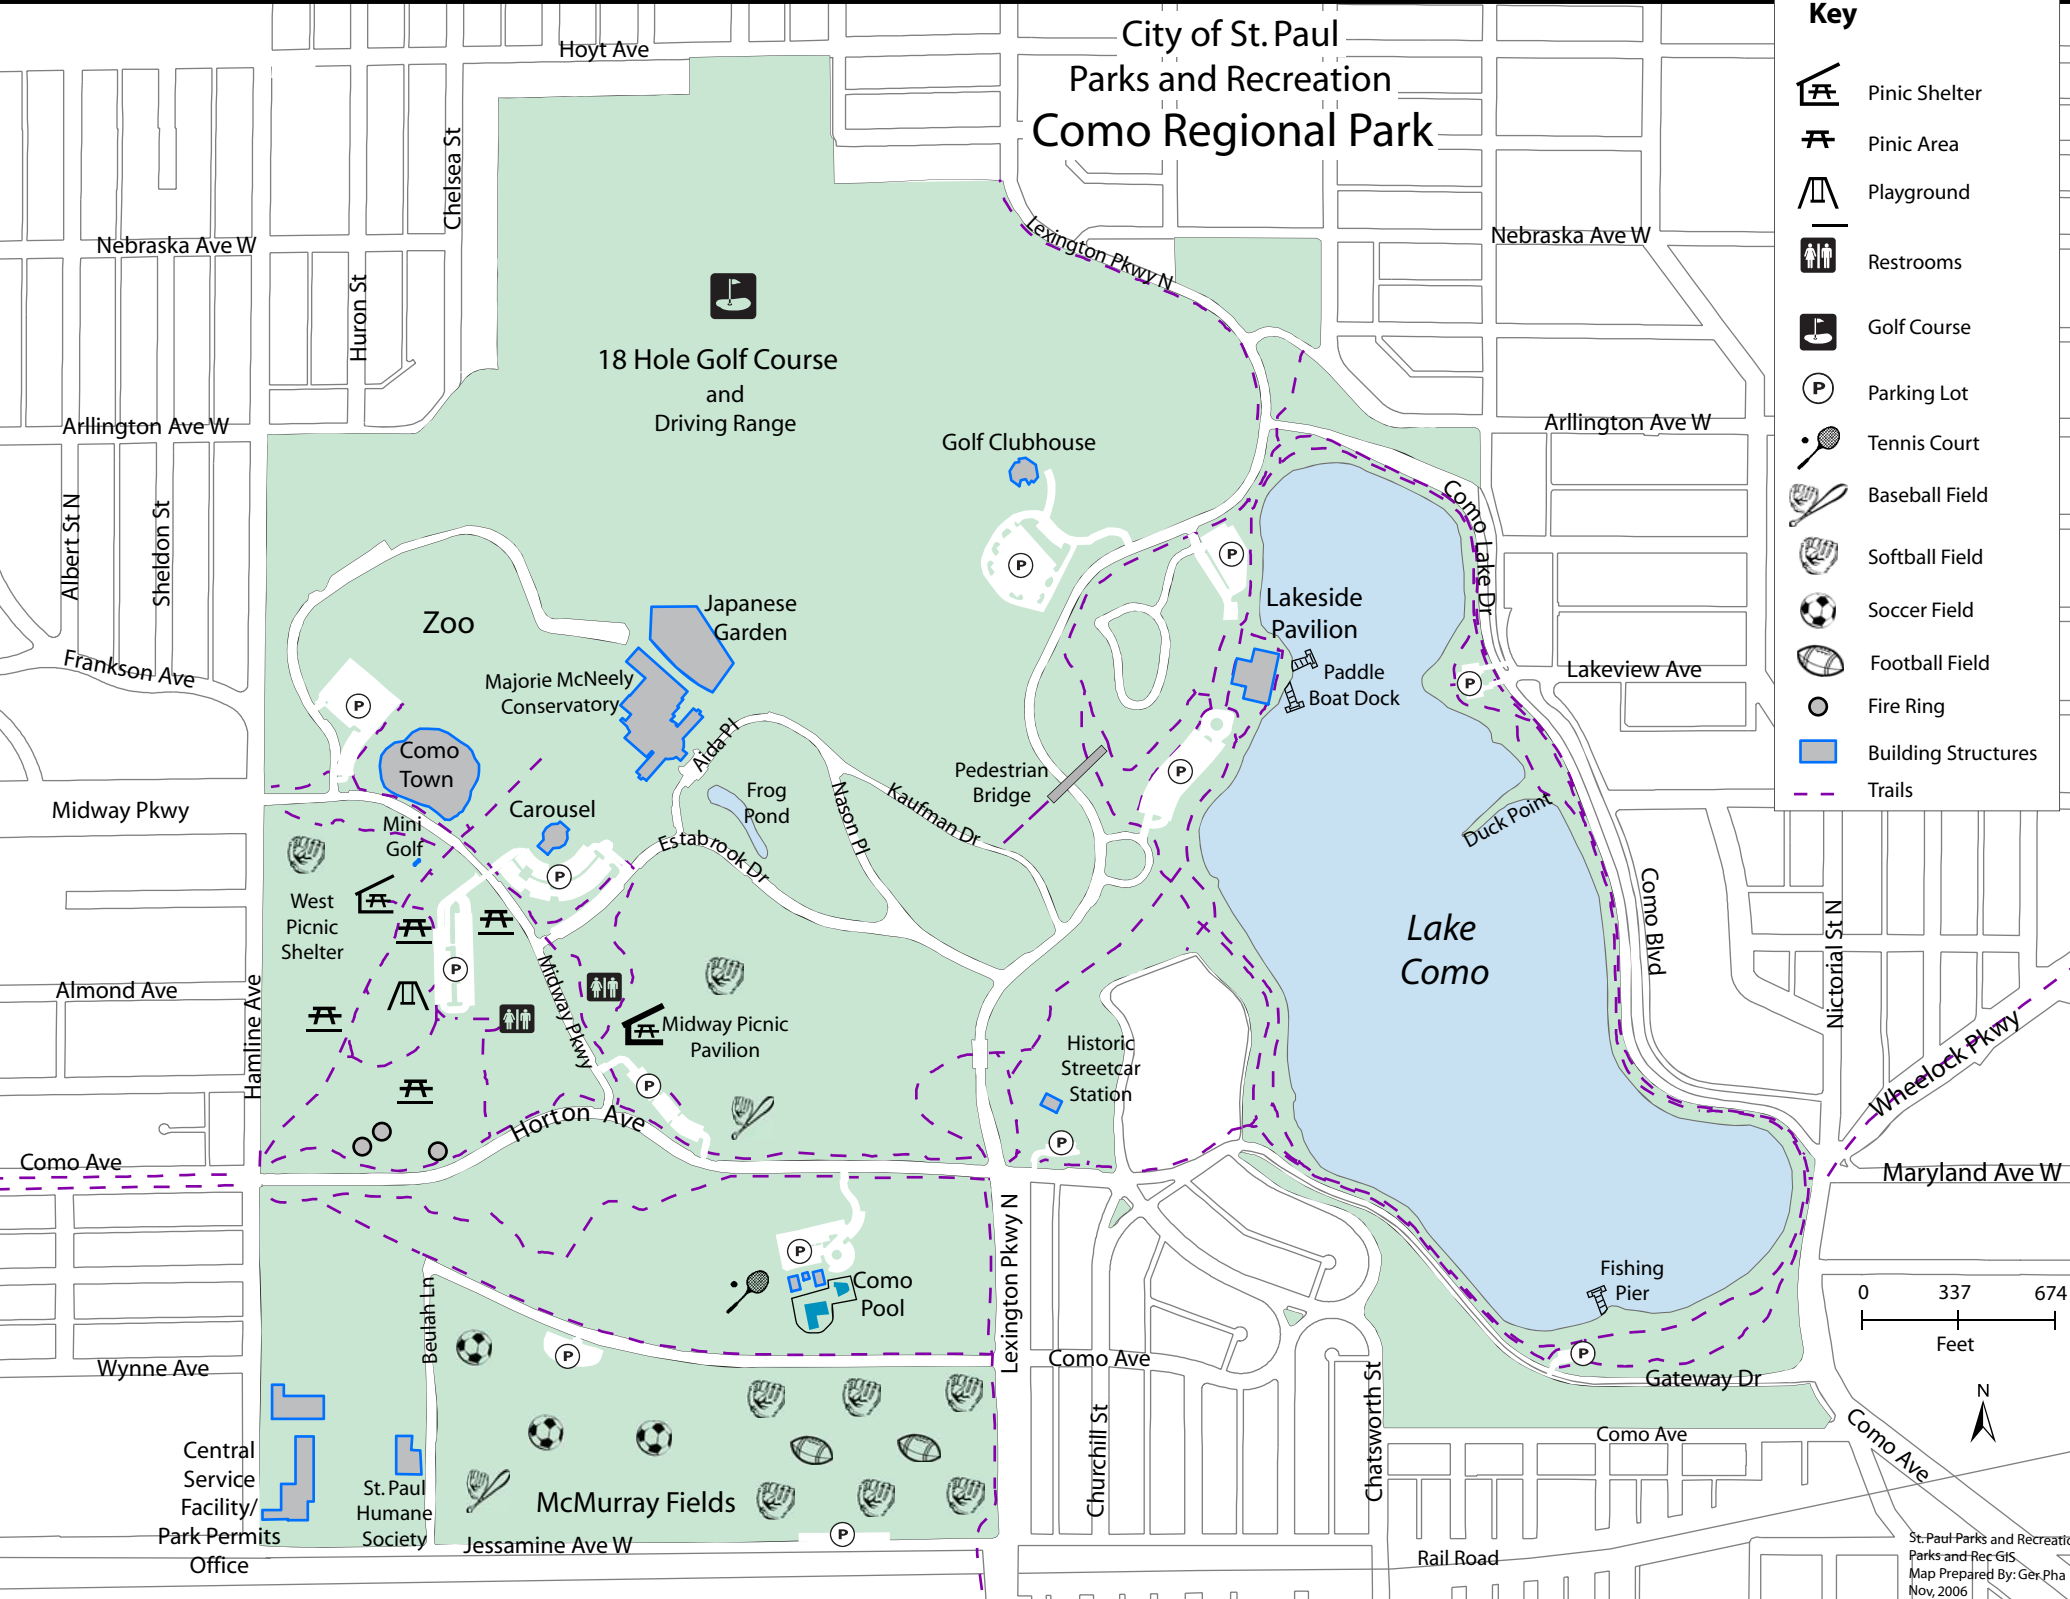 City of St. Paul
Parks and Recreation
Como Regional Park
Key
Pinic Shelter
Pinic Area
Playground
Restrooms
Golf Course
P
Parking Lot
Tennis Court
Baseball Field
Softball Field
Soccer Field
Football Field
Fire Ring
Building Structures
Trails
Hoyt Ave
Chelsea St
Nebraska Ave W
Huron St
Lexington Pkwy N
Nebraska Ave W
18 Hole Golf Course
and
Driving Range
Arllington Ave W
Arllington Ave W
Golf Clubhouse
P
P
Albert St N
Sheldon St
Como Lake Dr
Zoo
Japanese
Garden
Lakeside
Pavilion
Frankson Ave
Majorie McNeely
Conservatory
Paddle
Boat Dock
P
Lakeview Ave
P
Como
Town
Aida Pl
Pedestrian
Bridge
P
Midway Pkwy
Mini
Golf
Carousel
Frog
Pond
Nason Pl
Kaufman Dr
Duck Point
Estabrook Dr
P
West
Picnic
Shelter
Lake
Como
Como Blvd
Nictorial St N
P
Midway Pkwy
Almond Ave
Hamline Ave
Midway Picnic
Pavilion
Historic
Streetcar
Station
Wheelock Pkwy
P
Horton Ave
P
Como Ave
Maryland Ave W
Lexington Pkwy N
P
Como
Pool
Fishing
Pier
0 337 674
Feet
Beulah Ln
P
P
Wynne Ave
Como Ave
Gateway Dr
N
Churchill St
Chatsworth St
Como Ave
Como Ave
Central
Service
Facility/
Park Permits
Office
St. Paul
Humane
Society
McMurray Fields
P
Jessamine Ave W
Rail Road
St. Paul Parks and Recreatio
Parks and Rec GIS
Map Prepared By: Ger Pha
Nov, 2006